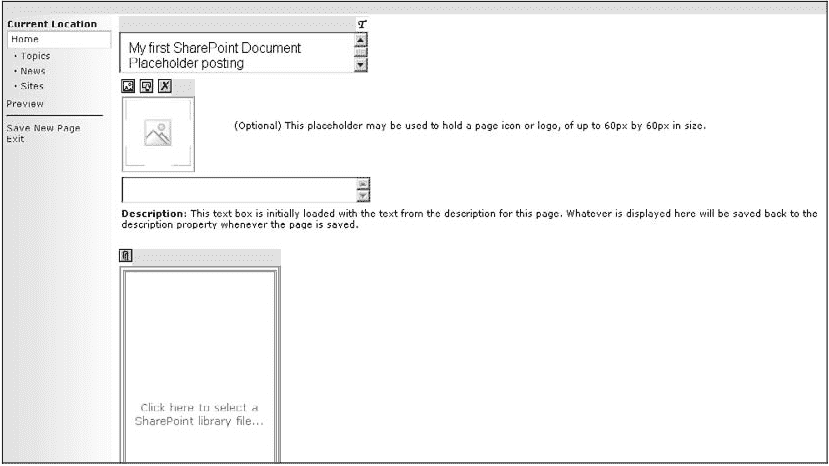 Current Location
Home
• Topics
• News
• Sites
Preview
Save New Page
Exit
My first SharePoint Document
Placeholder posting
(Optional) This placeholder may be used to hold a page icon or logo, of up to 60px by 60px in size.
Description: This text box is initially loaded with the text from the description for this page. Whatever is displayed here will be saved back to the
description property whenever the page is saved.
Click here to select a
SharePoint library file...